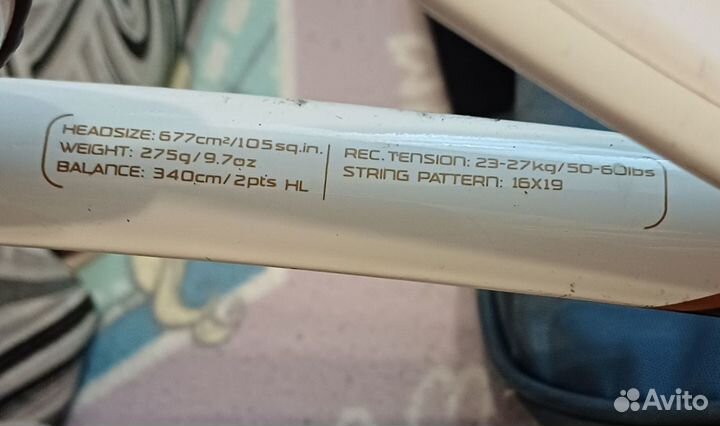 HEADSIZE: 677cm²/105sq.in.
WEIGHT: 275g/9.7oz
BALANCE: 340cm/2pts HL
REC. TENSION: 23-27kg/50-60lbs
STRING PATTERN: 16X19
Avito